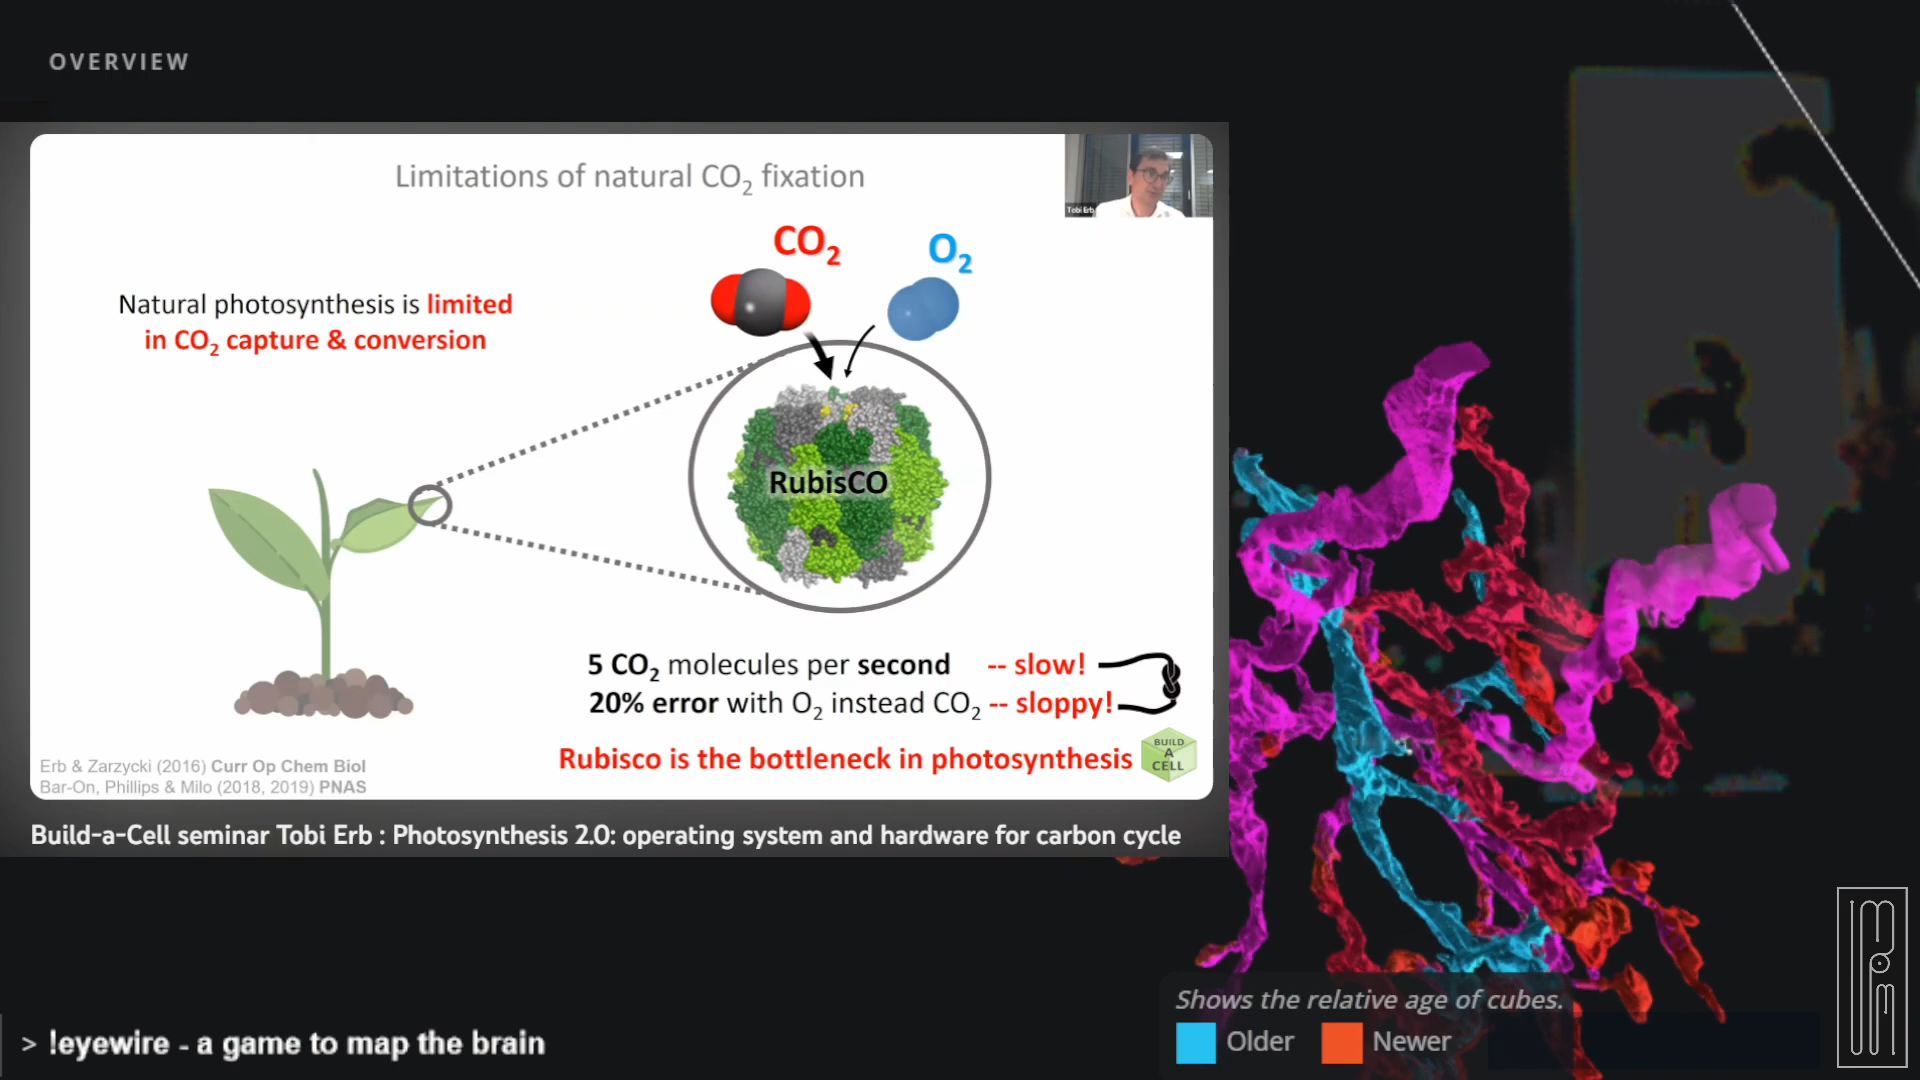 OVERVIEW
Limitations of natural CO₂ fixation
Tobi Erb
CO₂
O₂
Natural photosynthesis is limited
in CO₂ capture & conversion
RubisCO
5 CO₂ molecules per second -- slow!
20% error with O₂ instead CO₂ -- sloppy!
Rubisco is the bottleneck in photosynthesis
BUILD
A
CELL
Erb & Zarzycki (2016) Curr Op Chem Biol
Bar-On, Phillips & Milo (2018, 2019) PNAS
Build-a-Cell seminar Tobi Erb : Photosynthesis 2.0: operating system and hardware for carbon cycle
Shows the relative age of cubes.
Older Newer
> !eyewire - a game to map the brain